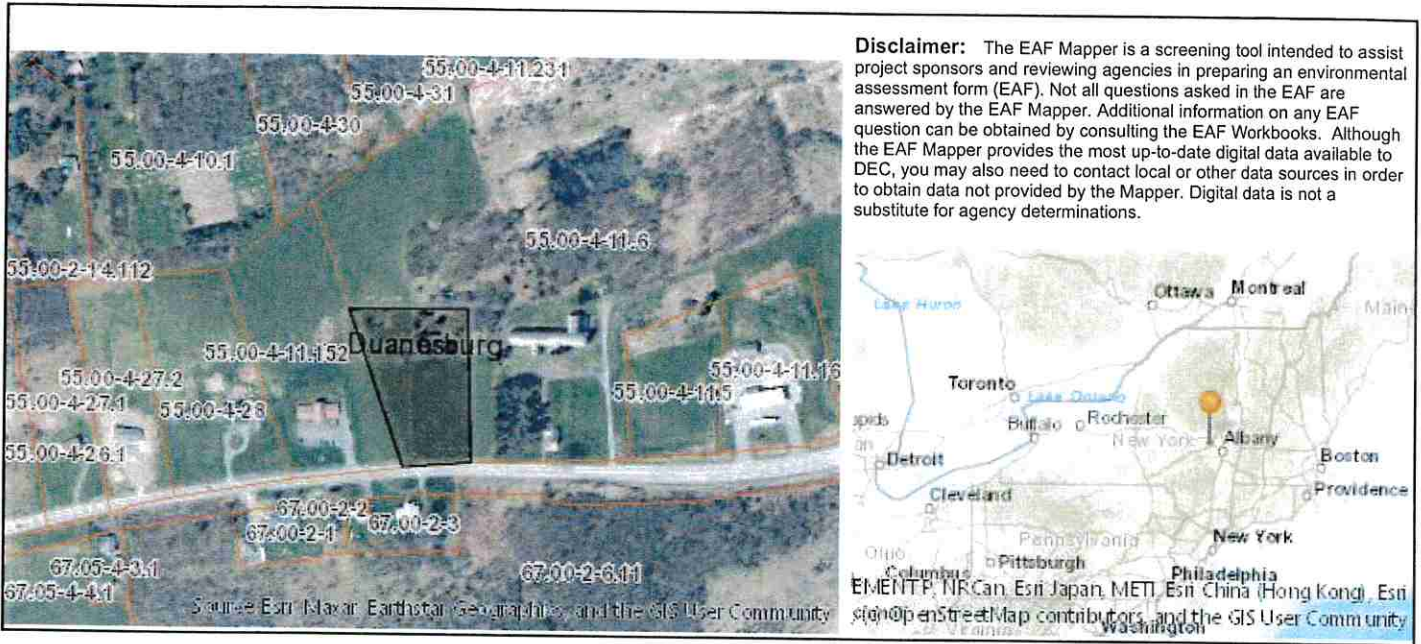 Disclaimer: The EAF Mapper is a screening tool intended to assist
project sponsors and reviewing agencies in preparing an environmental
assessment form (EAF). Not all questions asked in the EAF are
answered by the EAF Mapper. Additional information on any EAF
question can be obtained by consulting the EAF Workbooks. Although
the EAF Mapper provides the most up-to-date digital data available to
DEC, you may also need to contact local or other data sources in order
to obtain data not provided by the Mapper. Digital data is not a
substitute for agency determinations.
55.00-4-11.231
55.00-4-31
55.00-4-30
55.00-4-10.1
55.00-4-11.6
55.00-2-14.112
Duanesburg
55.00-4-11.152
55.00-4-27.2
55.00-4-11.16
55.00-4-27.1
55.00-4-28
55.00-4-11.5
55.00-4-26.1
67.00-2-2
67.00-2-3
67.00-2-1
67.05-4-3.1
67.00-2-6.11
67.05-4-4.1
Source: Esri, Maxar, Earthstar Geographics, and the GIS User Community
Ottawa
Montreal
Lake Huron
Main
Toronto
Lake Ontario
Rochester
Buffalo
New York
apids
Albany
Detroit
Boston
Cleveland
Providence
Pennsylvania
New York
Ohio
Pittsburgh
Columbus
Philadelphia
EMENT P, NRCan, Esri Japan, METI, Esri China (Hong Kong), Esri
OpenStreetMap contributors, and the GIS User Community
Washington